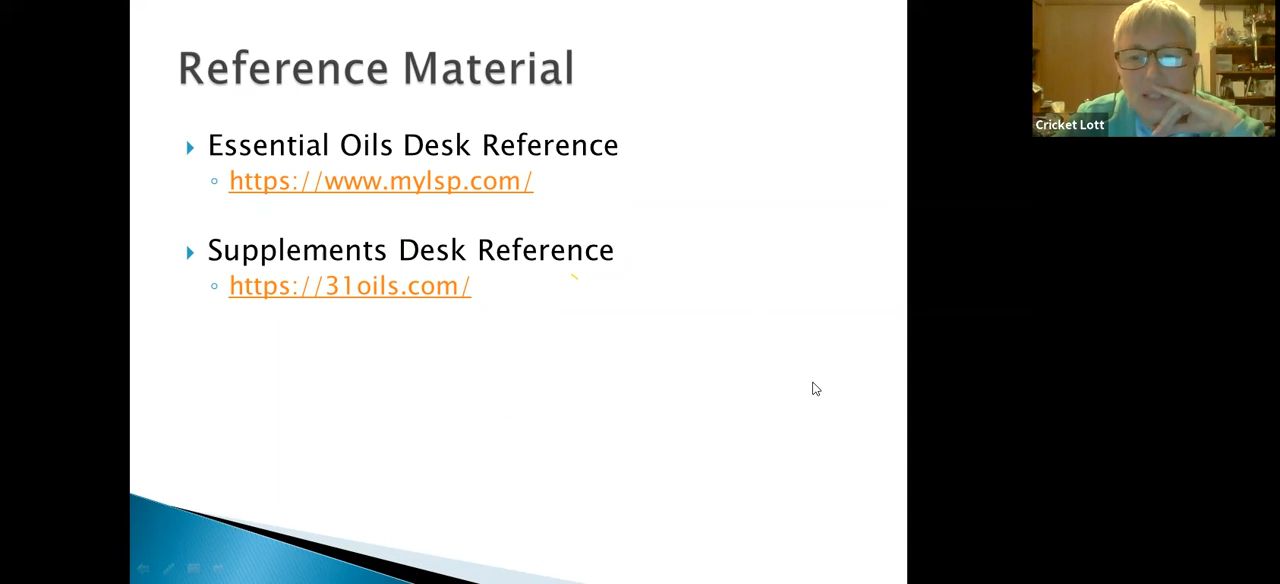 Reference Material
Essential Oils Desk Reference
https://www.mylsp.com/
Supplements Desk Reference
https://31oils.com/
Cricket Lott